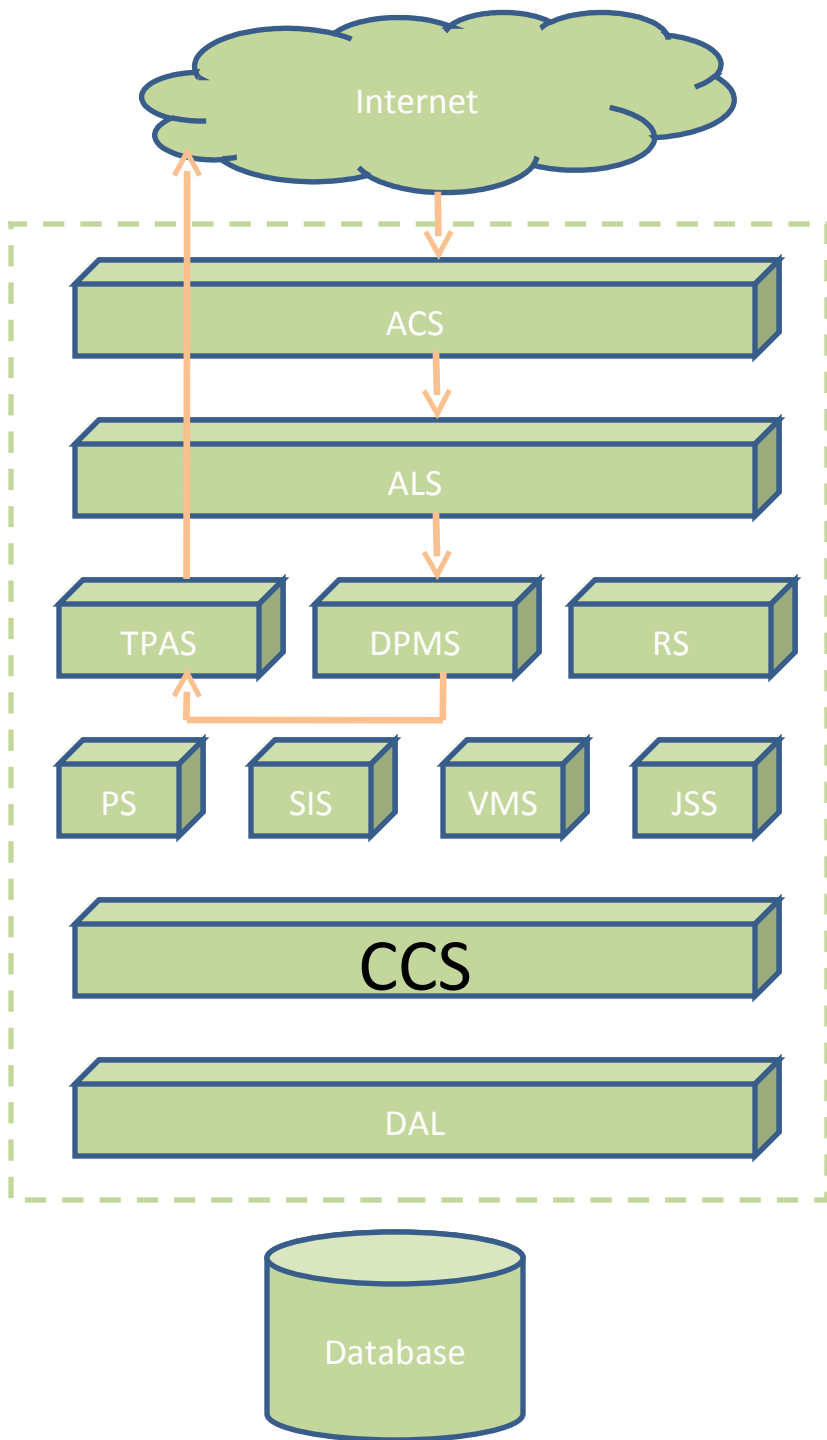 Internet
ACS
ALS
TPAS
DPMS
RS
PS
SIS
VMS
JSS
CCS
DAL
Database